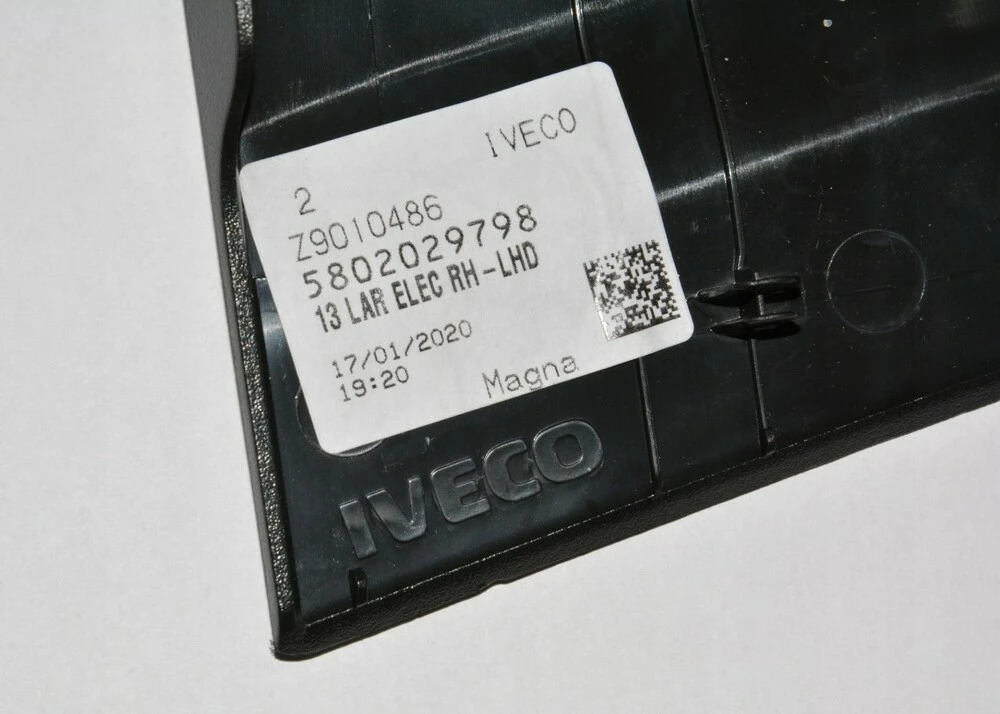 IVECO
2
Z9010486
5802029798
13 LAR ELEC RH-LHD
17/01/2020
19:20
Magna
IVECO